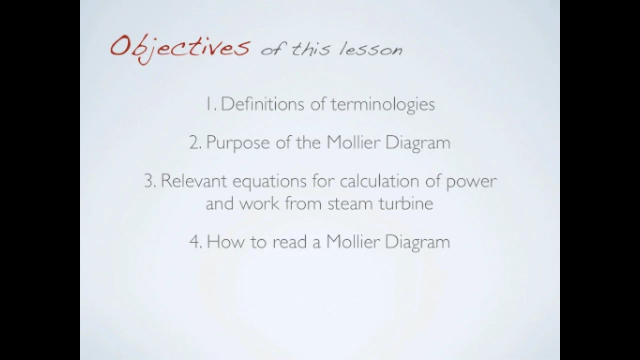 Objectives of this lesson
1. Definitions of terminologies
2. Purpose of the Mollier Diagram
3. Relevant equations for calculation of power
and work from steam turbine
4. How to read a Mollier Diagram